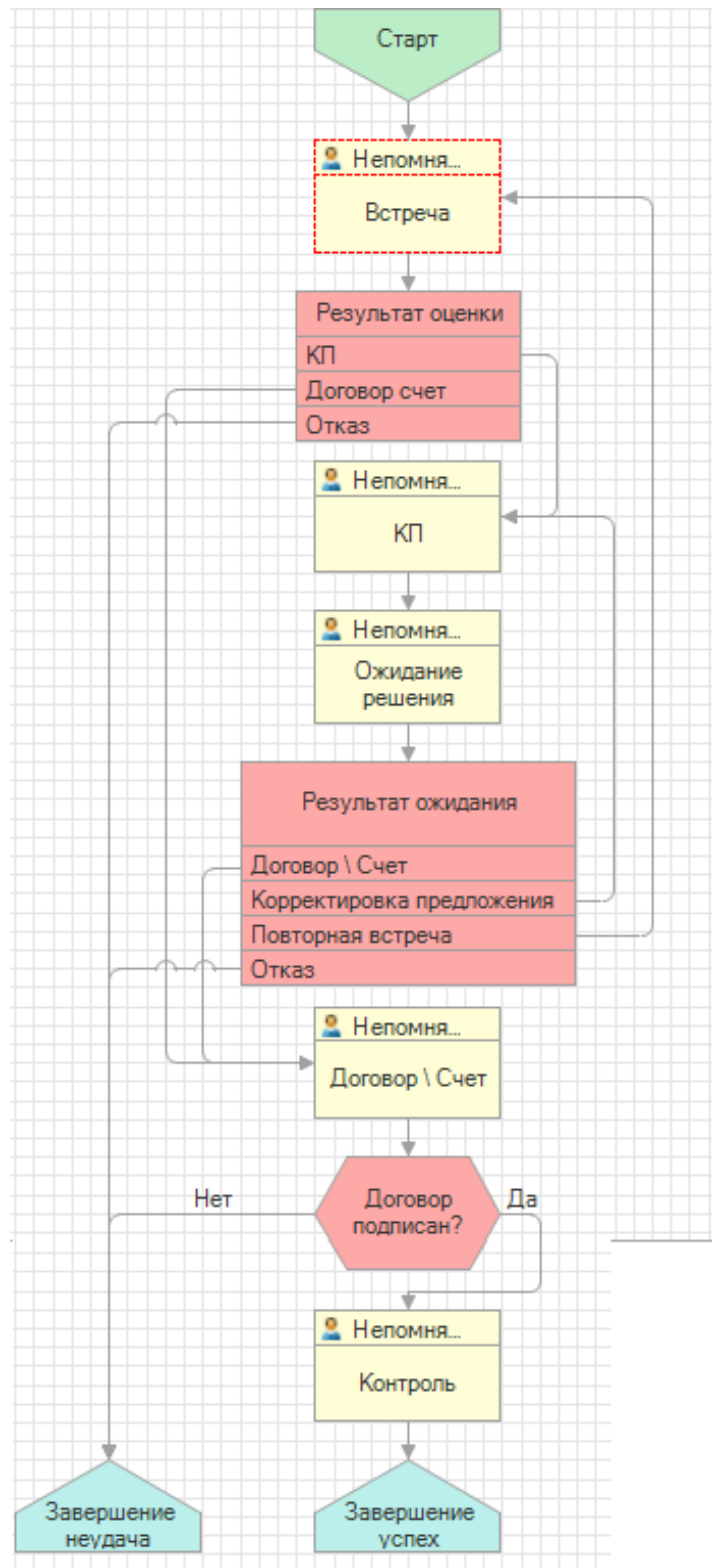 Старт
Непомня...
Встреча
Результат оценки
КП
Договор счет
Отказ
Непомня...
КП
Непомня...
Ожидание
решения
Результат ожидания
Договор \ Счет
Корректировка предложения
Повторная встреча
Отказ
Непомня...
Договор \ Счет
Нет
Договор
подписан?
Да
Непомня...
Контроль
Завершение
неудача
Завершение
успех